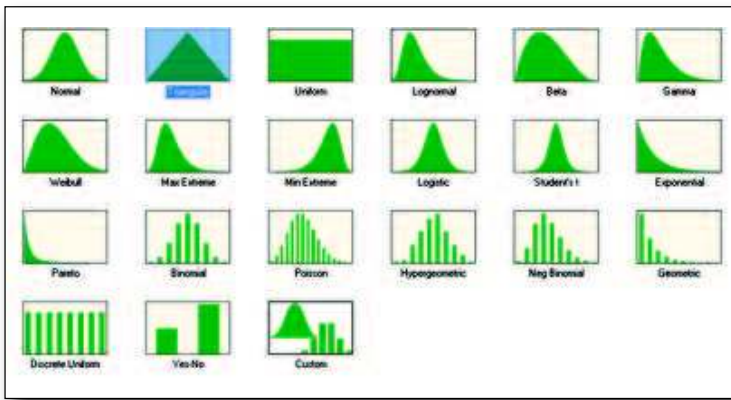 Normal Triangular Uniform Lognormal Beta Gamma
Weibull Max Extreme Min Extreme Logistic Student's t Exponential
Pareto Binomial Poisson Hypergeometric Neg Binomial Geometric
Discrete Uniform Yes-No Custom